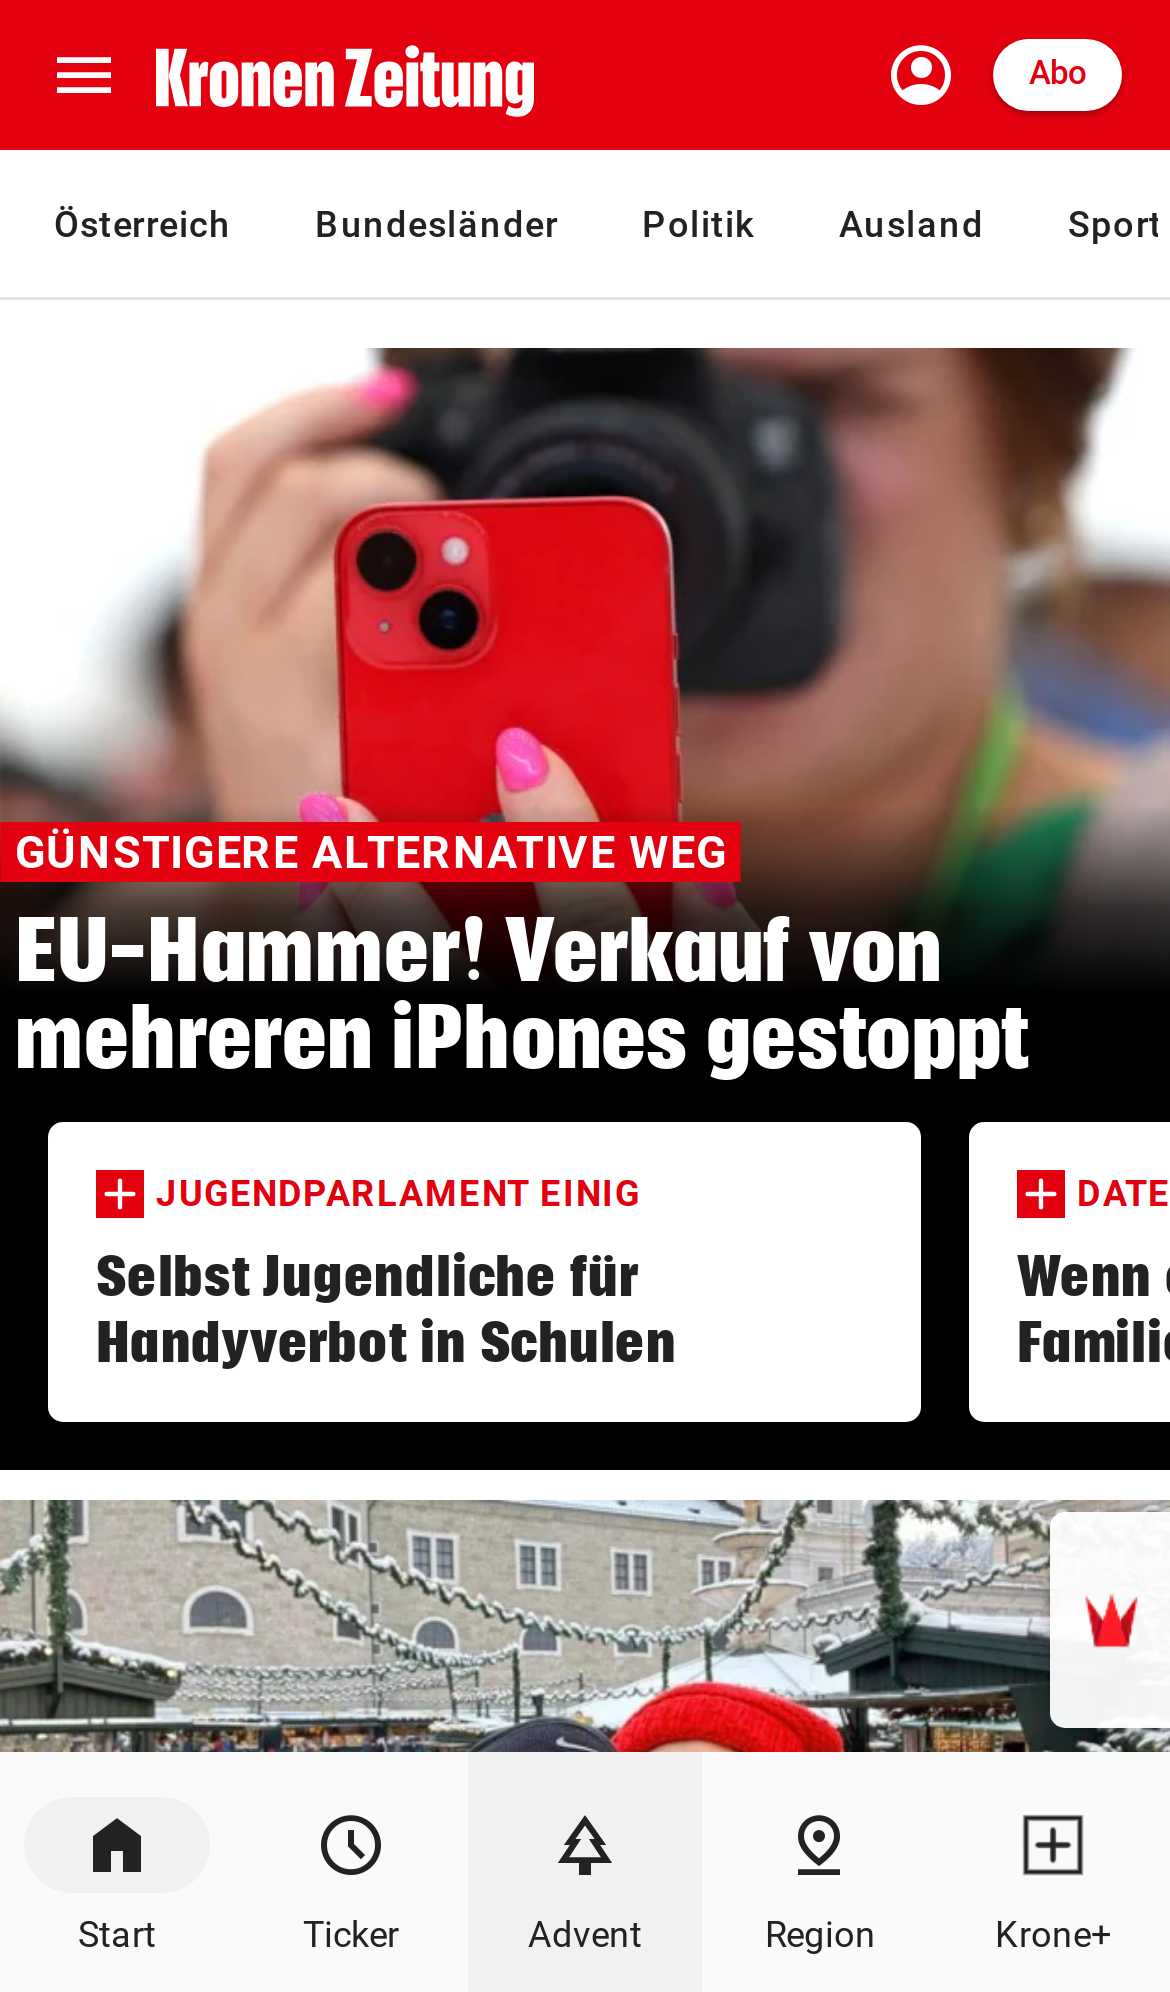 Kronen Zeitung
Abo
Österreich Bundesländer Politik Ausland Sport
GÜNSTIGERE ALTERNATIVE WEG
EU-Hammer! Verkauf von
mehreren iPhones gestoppt
JUGENDPARLAMENT EINIG
Selbst Jugendliche für
Handyverbot in Schulen
Wenn
Start Ticker Advent Region Krone+